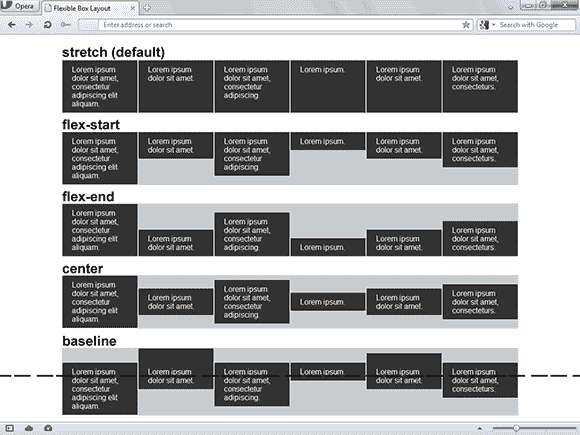 Opera
Flexible Box Layout
Enter address or search
Search with Google
stretch (default)
Lorem ipsum
dolor sit amet,
consectetur
adipiscing elit
aliquam.
Lorem ipsum
dolor sit amet.
Lorem ipsum
dolor sit amet,
consectetur
adipiscing.
Lorem ipsum.
Lorem ipsum
dolor sit amet.
Lorem ipsum
dolor sit amet,
consecteturs.
flex-start
Lorem ipsum
dolor sit amet,
consectetur
adipiscing elit
aliquam.
Lorem ipsum
dolor sit amet.
Lorem ipsum
dolor sit amet,
consectetur
adipiscing.
Lorem ipsum.
Lorem ipsum
dolor sit amet.
Lorem ipsum
dolor sit amet,
consecteturs.
flex-end
Lorem ipsum
dolor sit amet,
consectetur
adipiscing elit
aliquam.
Lorem ipsum
dolor sit amet.
Lorem ipsum
dolor sit amet,
consectetur
adipiscing.
Lorem ipsum.
Lorem ipsum
dolor sit amet.
Lorem ipsum
dolor sit amet,
consecteturs.
center
Lorem ipsum
dolor sit amet,
consectetur
adipiscing elit
aliquam.
Lorem ipsum
dolor sit amet.
Lorem ipsum
dolor sit amet,
consectetur
adipiscing.
Lorem ipsum.
Lorem ipsum
dolor sit amet.
Lorem ipsum
dolor sit amet,
consecteturs.
baseline
Lorem ipsum
dolor sit amet,
consectetur
adipiscing elit
aliquam.
Lorem ipsum
dolor sit amet.
Lorem ipsum
dolor sit amet,
consectetur
adipiscing.
Lorem ipsum.
Lorem ipsum
dolor sit amet.
Lorem ipsum
dolor sit amet,
consecteturs.